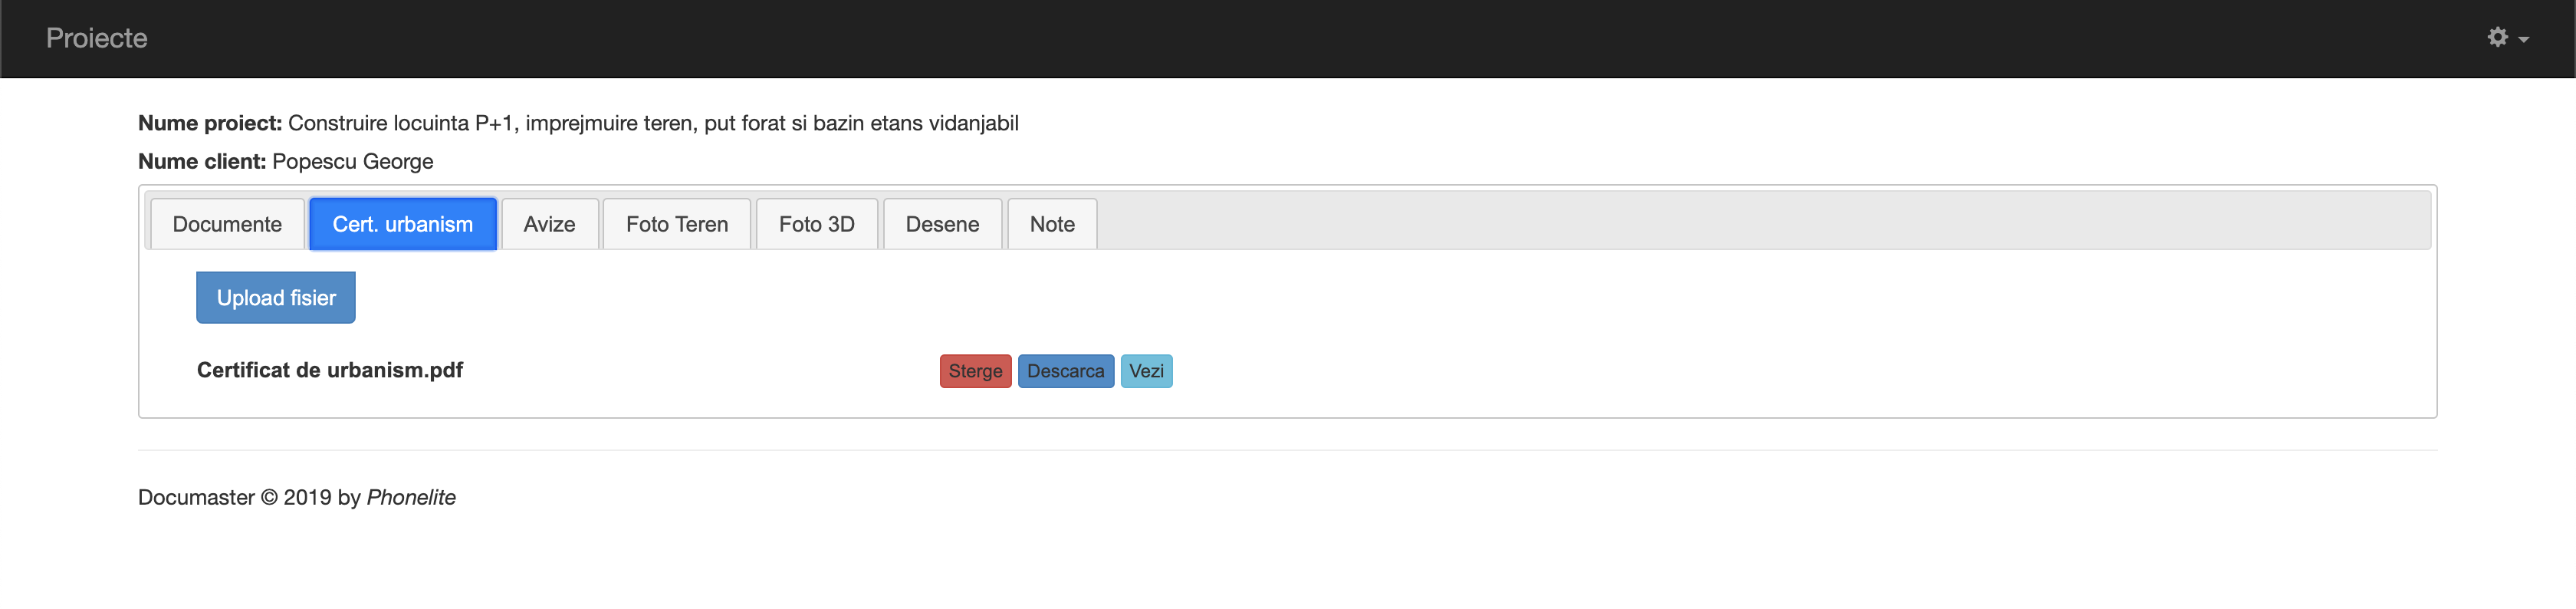 Proiecte
Nume proiect: Construire locuinta P+1, imprejmuire teren, put forat si bazin etans vidanjabil
Nume client: Popescu George
Documente Cert. urbanism Avize Foto Teren Foto 3D Desene Note
Upload fisier
Certificat de urbanism.pdf Sterge Descarca Vezi
Documaster © 2019 by Phonelite